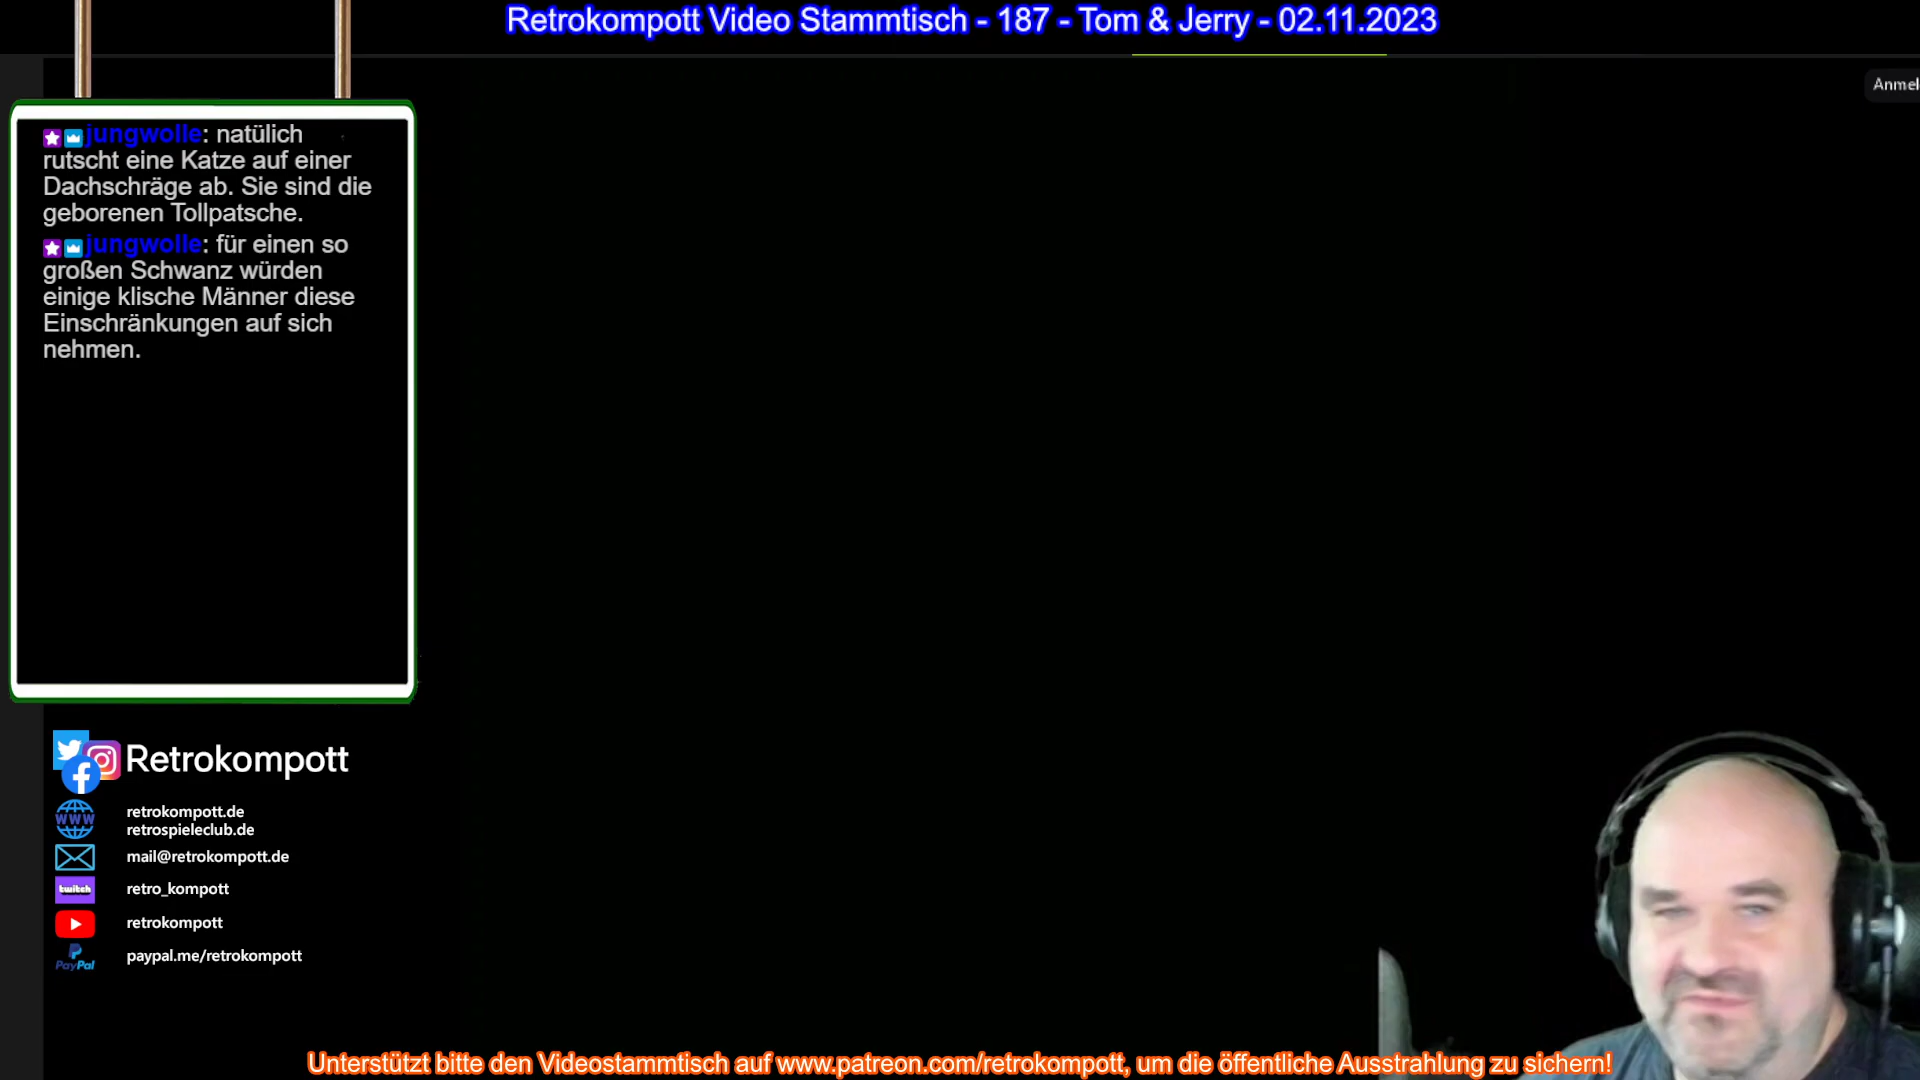 Retrokompott Video Stammtisch - 187 - Tom & Jerry - 02.11.2023
Anmel
jungwolle: natülich
rutscht eine Katze auf einer
Dachschräge ab. Sie sind die
geborenen Tollpatsche.
jungwolle: für einen so
großen Schwanz würden
einige klische Männer diese
Einschränkungen auf sich
nehmen.
Retrokompott
www
retrokompott.de
retrospieleclub.de
mail@retrokompott.de
twitch
retro_kompott
retrokompott
PayPal
paypal.me/retrokompott
Unterstützt bitte den Videostammtisch auf www.patreon.com/retrokompott, um die öffentliche Ausstrahlung zu sichern!